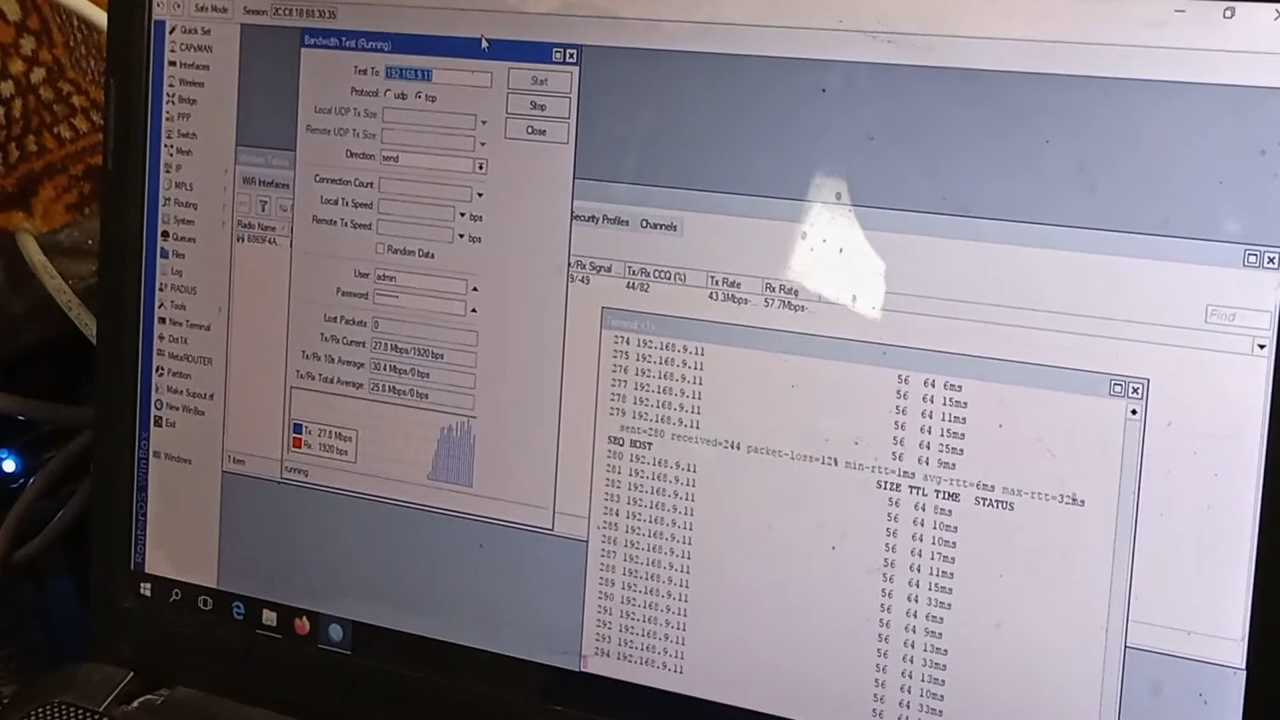 Safe Mode Session: 2C:C8:1B:B8:30:35
Quick Set
CAPsMAN
Interfaces
Wireless
Bridge
PPP
Switch
Mesh
IP
MPLS
Routing
System
Queues
Files
Log
RADIUS
Tools
New Terminal
Dot1X
MetaROUTER
Partition
Make Supout.rif
New WinBox
Exit
Windows
RouterOS WinBox
Bandwidth Test (Running)
Test To: 192.168.9.11
Protocol: udp tcp
Local UDP Tx Size:
Remote UDP Tx Size:
Direction: send
Connection Count:
Local Tx Speed: bps
Remote Tx Speed: bps
Random Data
User: admin
Password: ********
Lost Packets: 0
Tx/Rx Current: 27.8 Mbps/1920 bps
Tx/Rx 10s Average: 30.4 Mbps/0 bps
Tx/Rx Total Average: 25.8 Mbps/0 bps
Tx: 27.8 Mbps
Rx: 1920 bps
running...
Start
Stop
Close
Wireless Tables
WiFi Interfaces
Radio Name
1 item
ecurity Profiles Channels
x/Rx Signal ... Tx/Rx CCQ (%) Tx Rate Rx Rate
9/-49 44/82 43.3Mbps-... 57.7Mbps-...
Find
Terminal <1>
274 192.168.9.11 56 64 6ms
275 192.168.9.11 56 64 15ms
276 192.168.9.11 56 64 11ms
277 192.168.9.11 56 64 15ms
278 192.168.9.11 56 64 25ms
279 192.168.9.11 56 64 9ms
sent=280 received=244 packet-loss=12% min-rtt=1ms avg-rtt=6ms max-rtt=32ms
SEQ HOST SIZE TTL TIME STATUS
280 192.168.9.11 56 64 8ms
281 192.168.9.11 56 64 10ms
282 192.168.9.11 56 64 10ms
283 192.168.9.11 56 64 17ms
284 192.168.9.11 56 64 11ms
285 192.168.9.11 56 64 15ms
286 192.168.9.11 56 64 33ms
287 192.168.9.11 56 64 6ms
288 192.168.9.11 56 64 9ms
289 192.168.9.11 56 64 13ms
290 192.168.9.11 56 64 33ms
291 192.168.9.11 56 64 13ms
292 192.168.9.11 56 64 10ms
293 192.168.9.11 56 64 33ms
294 192.168.9.11 56 64